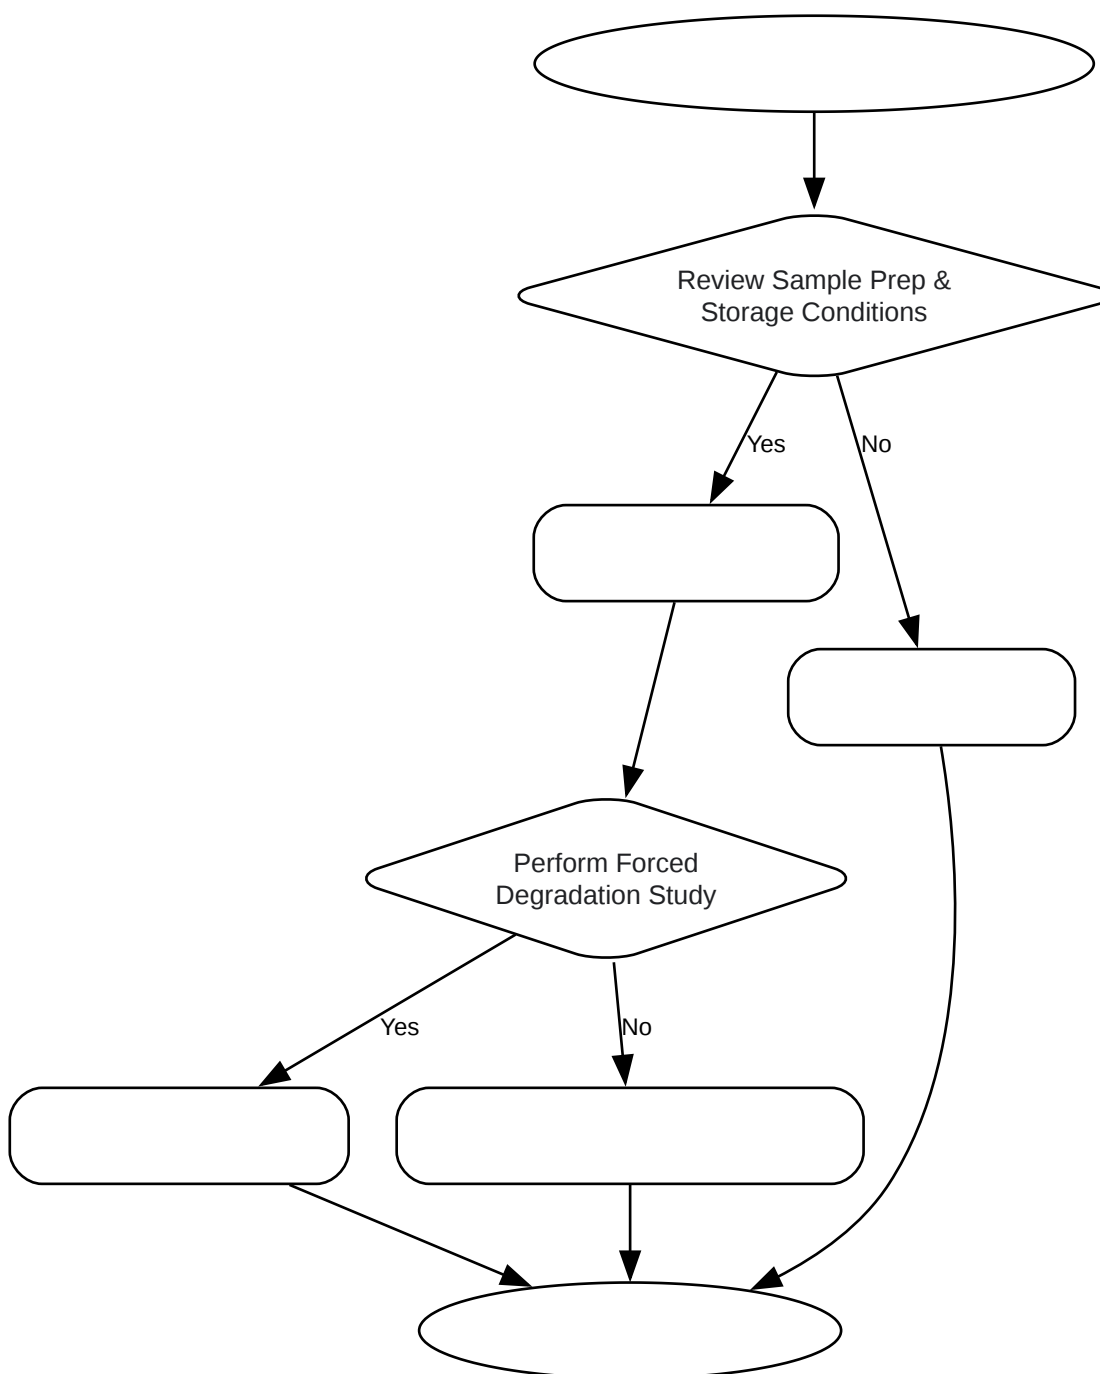 Review Sample Prep &
Storage Conditions
Yes
No
Perform Forced
Degradation Study
Yes
No